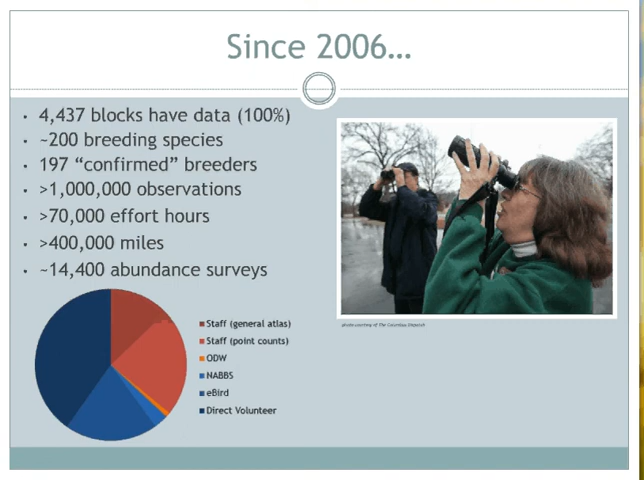 Since 2006…
• 4,437 blocks have data (100%)
• ~200 breeding species
• 197 “confirmed” breeders
• >1,000,000 observations
• >70,000 effort hours
• >400,000 miles
• ~14,400 abundance surveys
photo courtesy of The Columbus Dispatch
Staff (general atlas)
Staff (point counts)
ODW
NABBS
eBird
Direct Volunteer